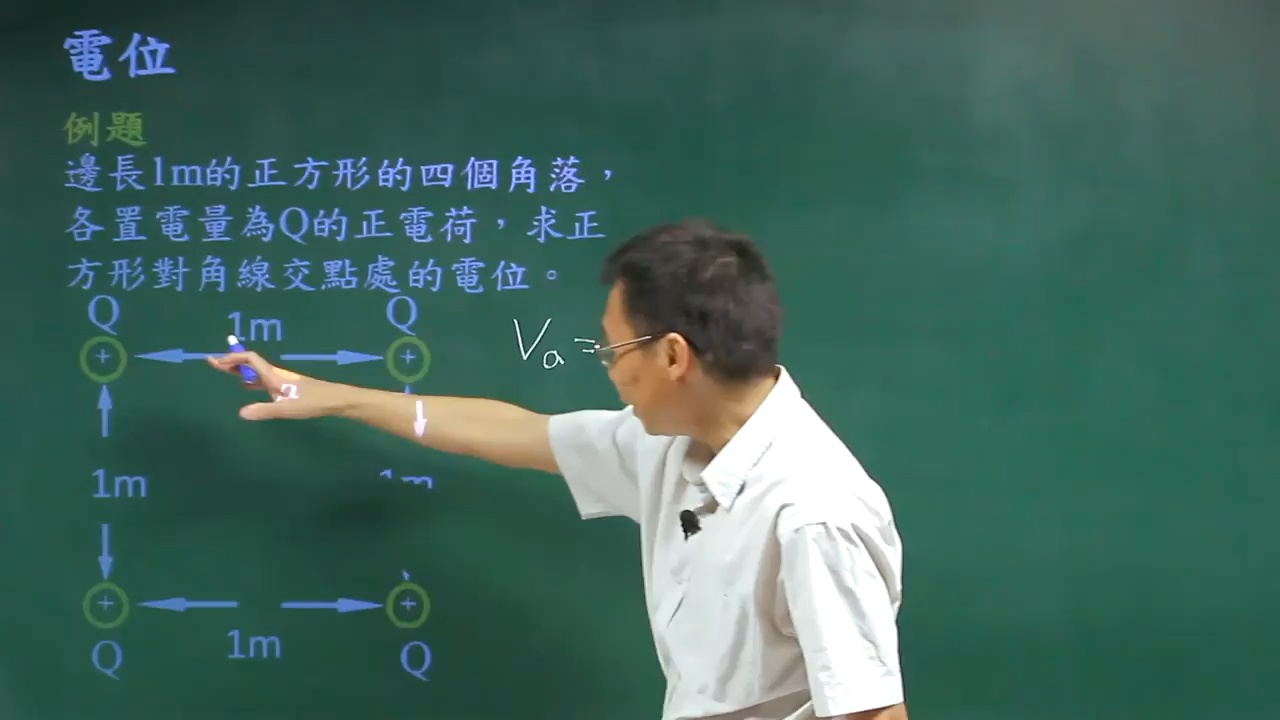 電位
例題
邊長1m的正方形的四個角落，
各置電量為Q的正電荷，求正
方形對角線交點處的電位。
Q Q
1m
+ +
Va=
1m
+ +
1m
Q Q